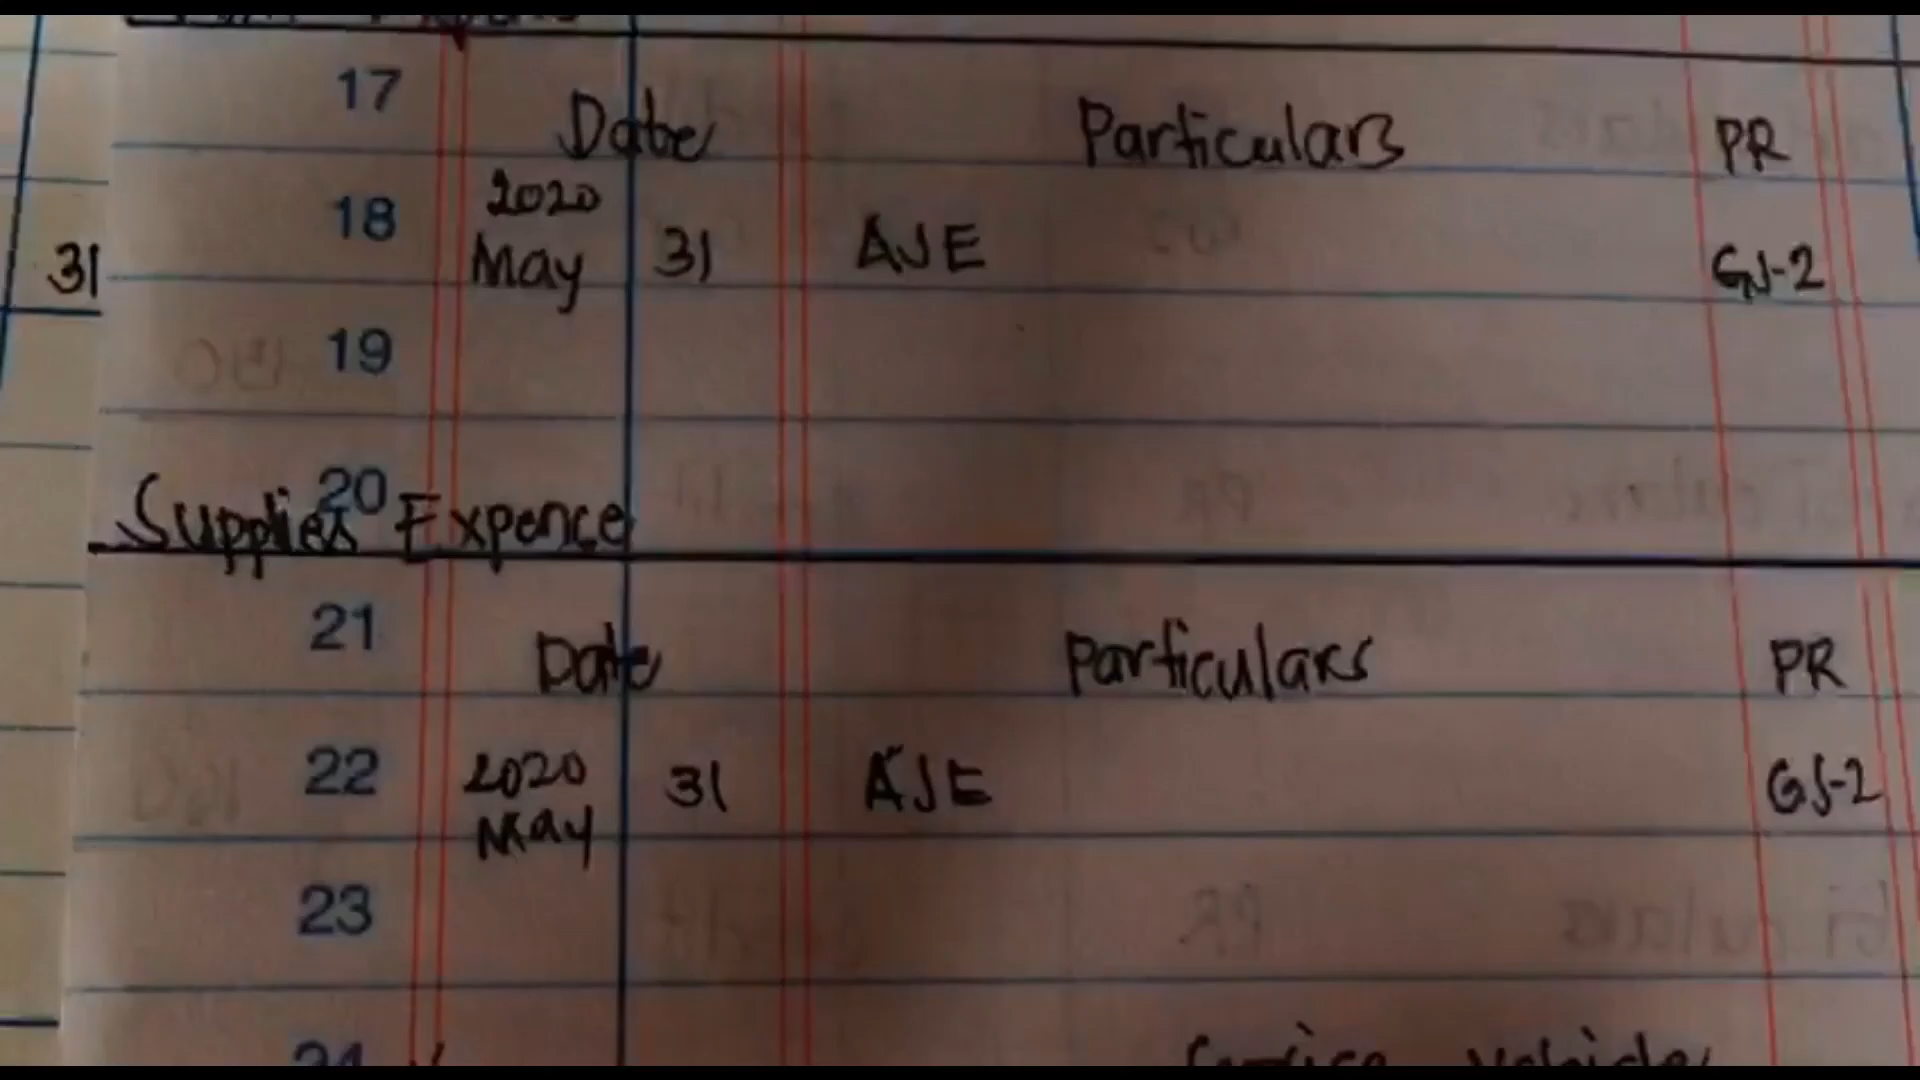 17 Date Particulars PR
18 2020 May 31 AJE GJ-2
31
19
20 Supplies Expence
21 Date Particulars PR
22 2020 May 31 AJE GJ-2
23
24